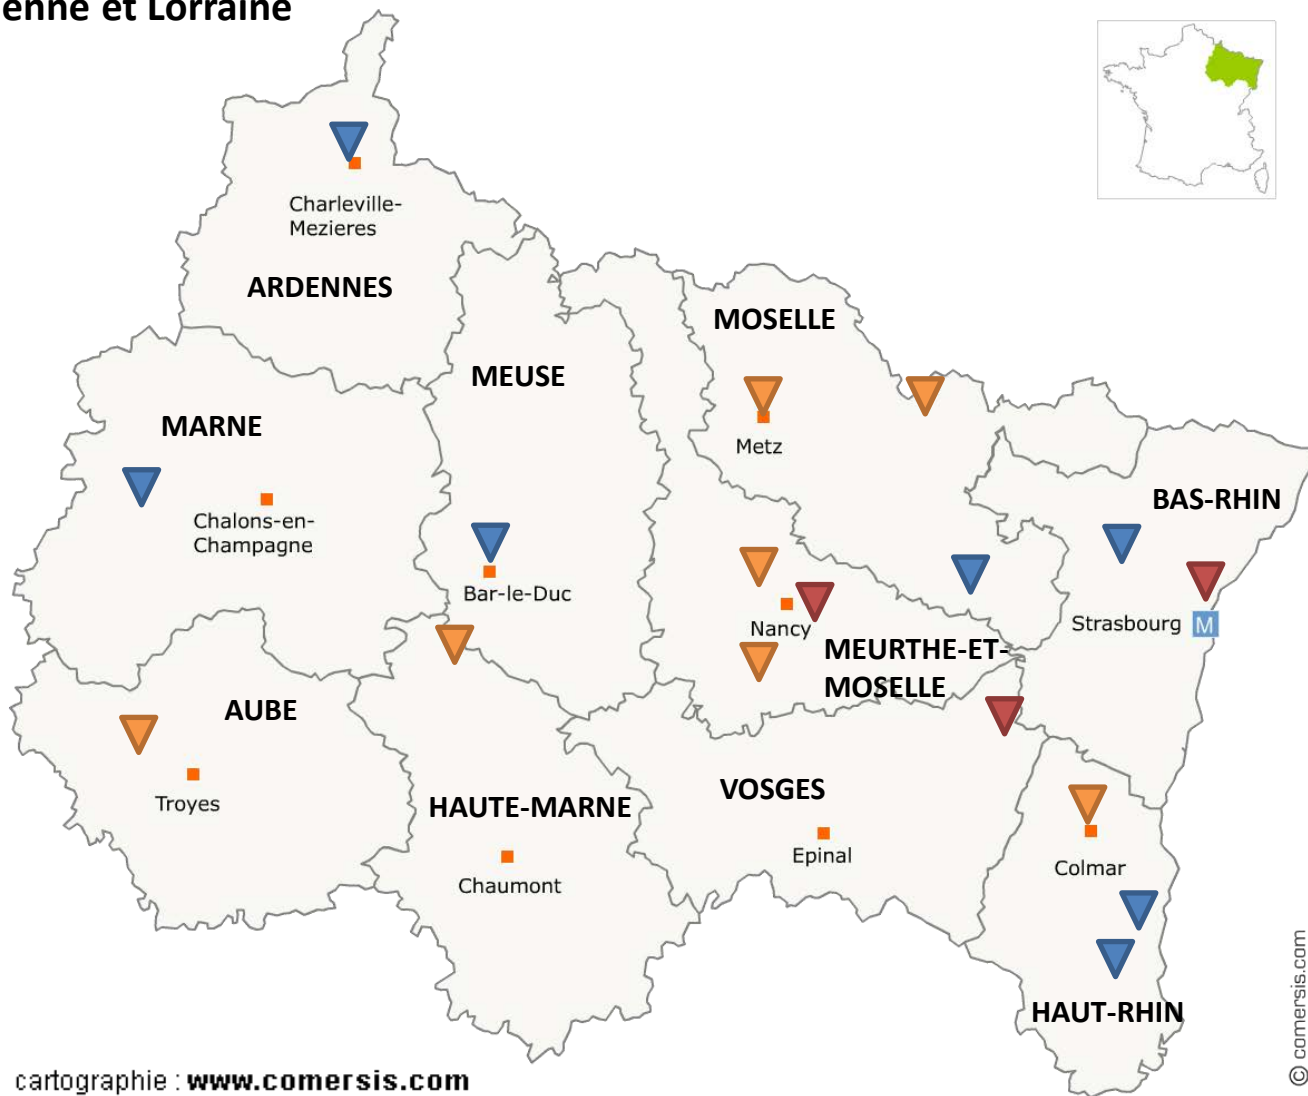 enne et Lorraine
Charleville-
Mezieres
ARDENNES
MOSELLE
MEUSE
MARNE
Metz
BAS-RHIN
Chalons-en-
Champagne
Bar-le-Duc
Strasbourg M
Nancy
MEURTHE-ET-
MOSELLE
AUBE
VOSGES
Troyes
HAUTE-MARNE
Epinal
Colmar
Chaumont
HAUT-RHIN
cartographie : www.comersis.com
© comersis.com